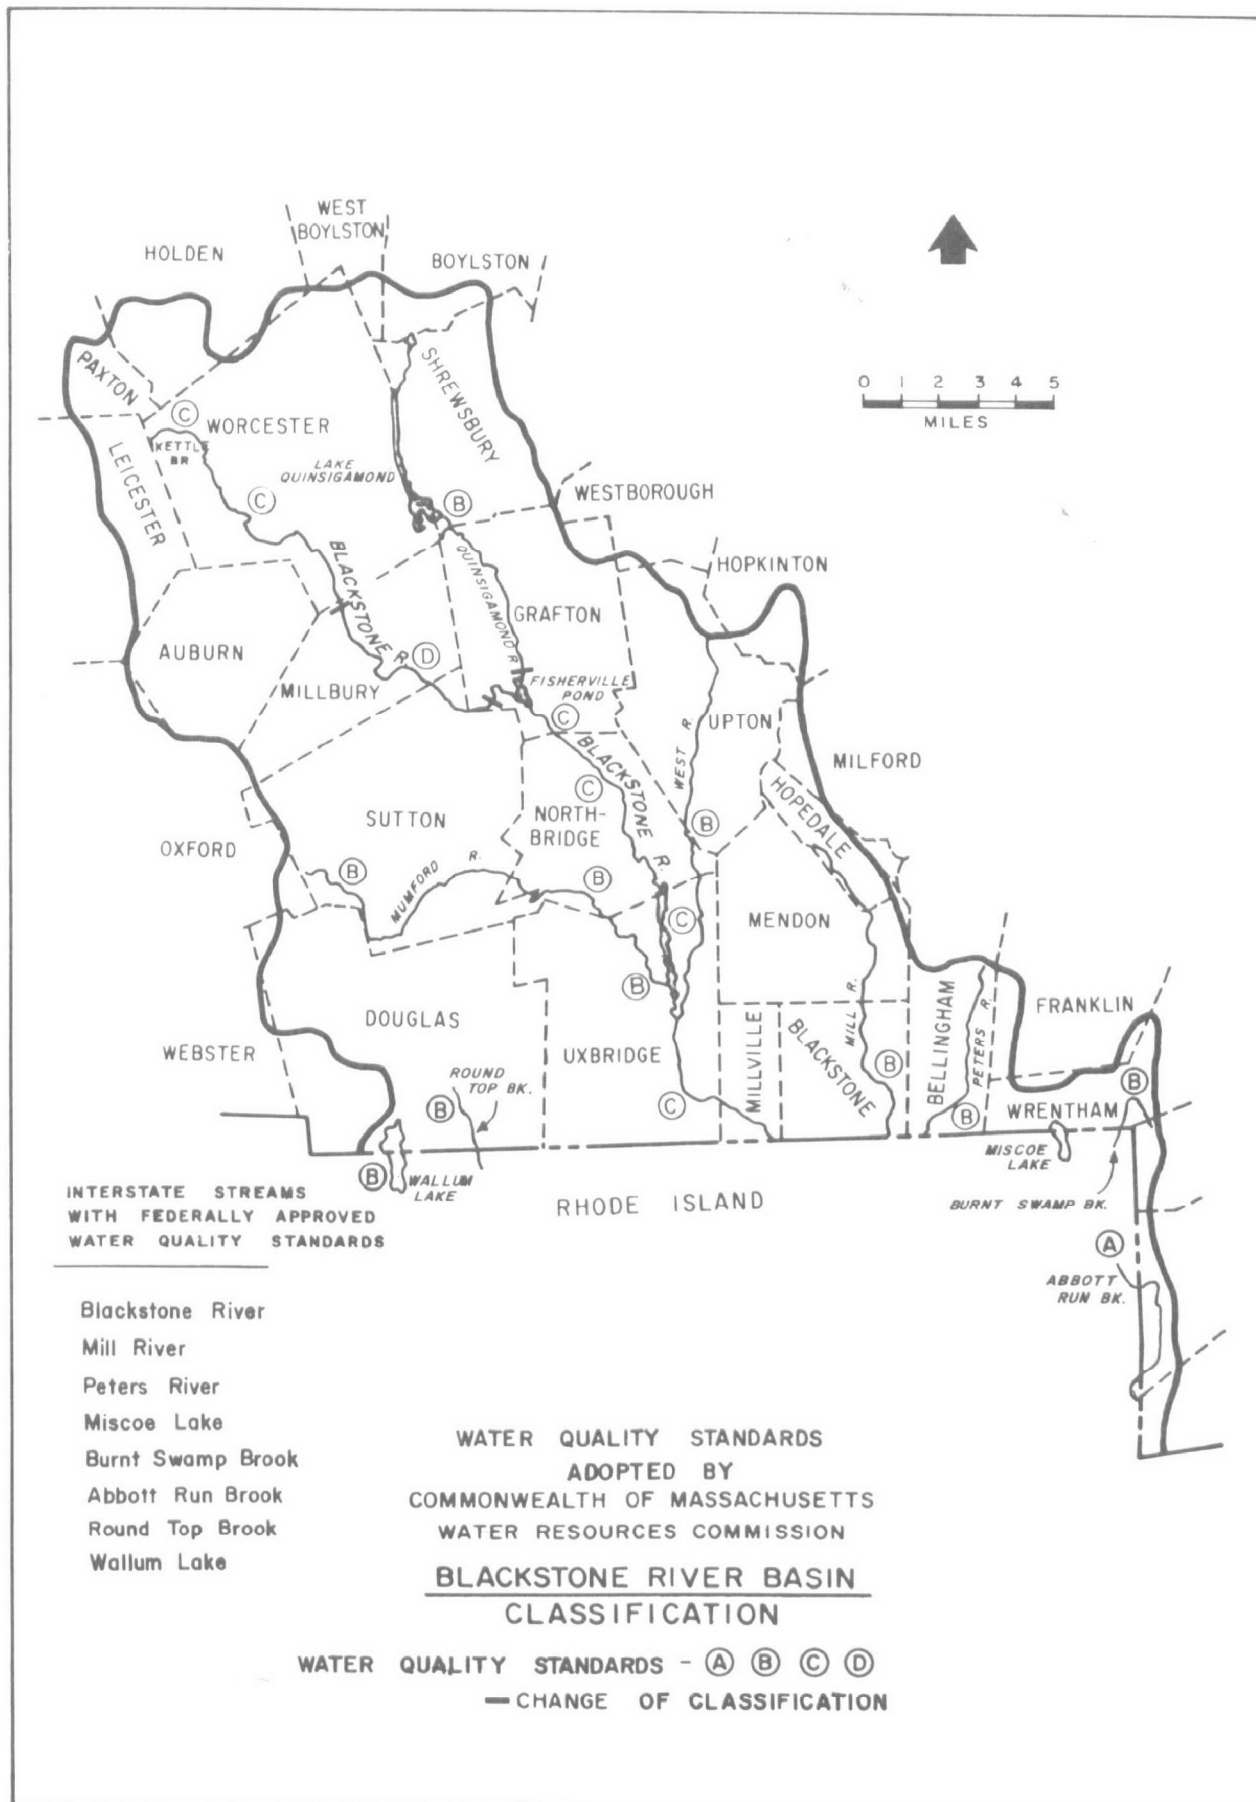 WEST
BOYLSTON
HOLDEN
BOYLSTON
PAXTON
SHREWSBURY
0 1 2 3 4 5
MILES
C
WORCESTER
KETTLE
BR
LEICESTER
LAKE
QUINSIGAMOND
C
B
WESTBOROUGH
BLACKSTONE R.
QUINSIGAMOND R.
HOPKINTON
GRAFTON
AUBURN
D
MILLBURY
FISHERVILLE
POND
C
UPTON
WEST R.
BLACKSTONE R.
MILFORD
C
HOPEDALE
SUTTON
NORTH-
BRIDGE
B
OXFORD
B
MUMFORD R.
B
C
MENDON
B
DOUGLAS
FRANKLIN
WEBSTER
UXBRIDGE
MILLVILLE
BLACKSTONE
MILL R.
B
BELLINGHAM
PETERS R.
B
ROUND
TOP BK.
B
C
B
WRENTHAM
MISCOE
LAKE
B
WALLUM
LAKE
BURNT SWAMP BK.
RHODE ISLAND
A
ABBOTT
RUN BK.
INTERSTATE STREAMS
WITH FEDERALLY APPROVED
WATER QUALITY STANDARDS
Blackstone River
Mill River
Peters River
Miscoe Lake
Burnt Swamp Brook
Abbott Run Brook
Round Top Brook
Wallum Lake
WATER QUALITY STANDARDS
ADOPTED BY
COMMONWEALTH OF MASSACHUSETTS
WATER RESOURCES COMMISSION
BLACKSTONE RIVER BASIN
CLASSIFICATION
WATER QUALITY STANDARDS - A B C D
CHANGE OF CLASSIFICATION